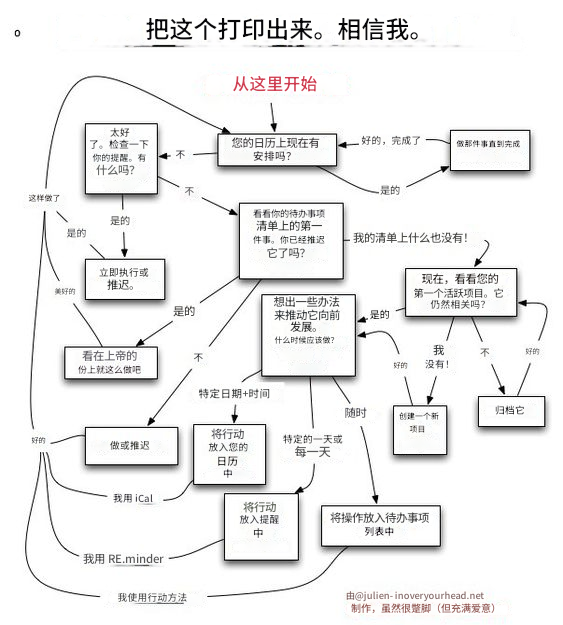 把这个打印出来。相信我。
从这里开始
您的日历上现在有
安排吗?
好的，完成了
做那件事直到完成
是的
不
太好
了。检查一下
你的提醒。有
什么吗?
不
是的
这样做了
是的
立即执行或
推迟。
美好的
看在上帝的
份上就这么做吧
看看你的待办事项
清单上的第一
件事。你已经推迟
它了吗?
我的清单上什么也没有!
是的
不
现在，看看您的
第一个活跃项目。它
仍然相关吗?
是的
我
没有!
不
好的
好的
创建一个新
项目
归档它
想出一些办法
来推动它向前
发展。
什么时候应该做?
特定日期+时间
特定的一天或
每一天
随时
好的
做或推迟
将行动
放入您的
日历
中
我用 iCal
将行动
放入提醒
中
我用 RE.minder
将操作放入待办事项
列表中
我使用行动方法
由@julien- inoveryourhead.net
制作，虽然很蹩脚（但充满爱意）